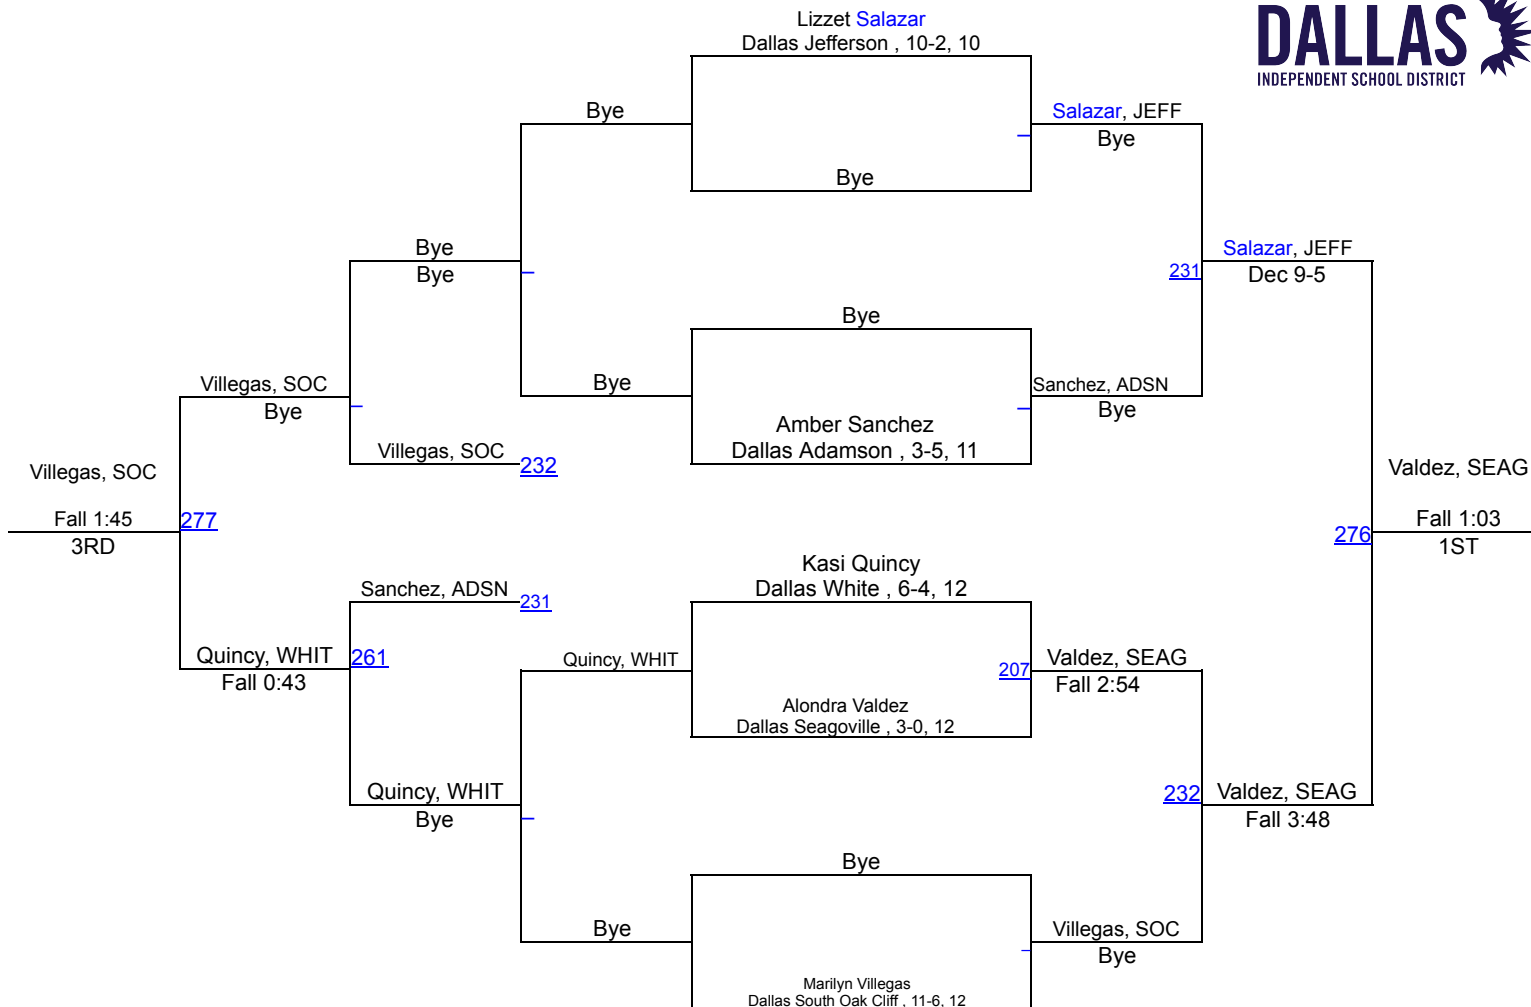 Lizzet Salazar
Dallas Jefferson , 10-2, 10
DALLAS
INDEPENDENT SCHOOL DISTRICT
Bye
Salazar, JEFF
Bye
Bye
Bye
Bye
Salazar, JEFF
231
Dec 9-5
Bye
Villegas, SOC
Bye
Bye
Sanchez, ADSN
Bye
Amber Sanchez
Dallas Adamson , 3-5, 11
Villegas, SOC
232
Villegas, SOC
Fall 1:45
3RD
277
Valdez, SEAG
Fall 1:03
1ST
276
Kasi Quincy
Dallas White , 6-4, 12
Sanchez, ADSN
231
Quincy, WHIT
261
Fall 0:43
Quincy, WHIT
207
Valdez, SEAG
Fall 2:54
Alondra Valdez
Dallas Seagoville , 3-0, 12
Quincy, WHIT
Bye
232
Valdez, SEAG
Fall 3:48
Bye
Bye
Villegas, SOC
Bye
Marilyn Villegas
Dallas South Oak Cliff , 11-6, 12